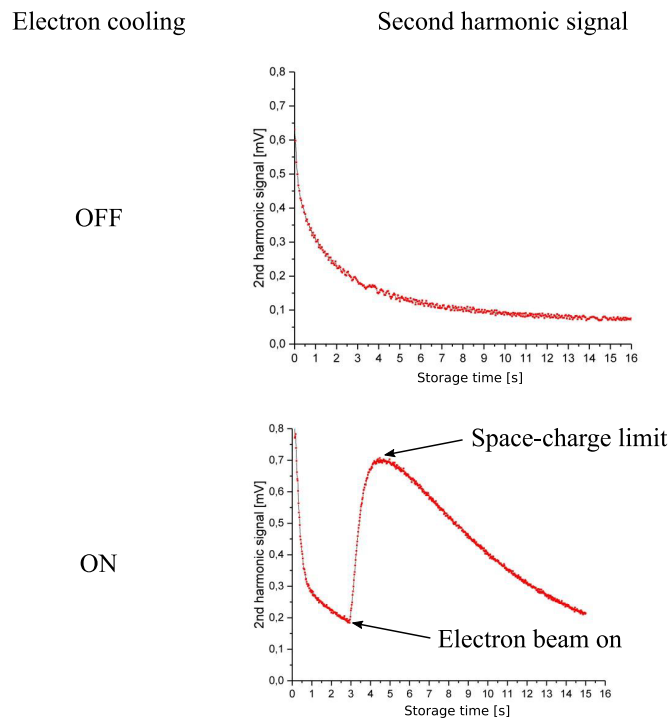 Electron cooling Second harmonic signal
0,8
0,7
0,6
0,5
0,4
0,3
0,2
0,1
0,0
2nd harmonic signal [mV]
OFF
0 1 2 3 4 5 6 7 8 9 10 11 12 13 14 15 16
Storage time [s]
0,8
0,7
0,6
0,5
0,4
0,3
0,2
0,1
0,0
2nd harmonic signal [mV]
Space-charge limit
ON
Electron beam on
0 1 2 3 4 5 6 7 8 9 10 11 12 13 14 15 16
Storage time [s]